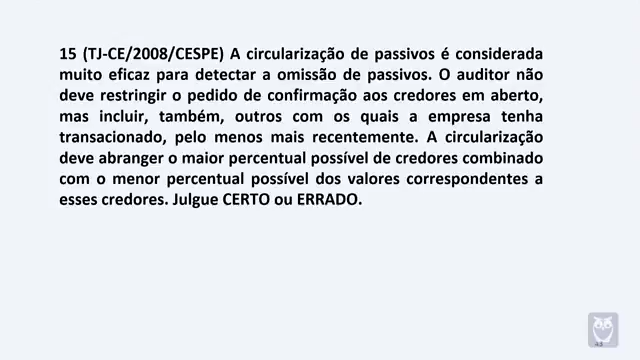 15 (TJ-CE/2008/CESPE) A circularização de passivos é considerada
muito eficaz para detectar a omissão de passivos. O auditor não
deve restringir o pedido de confirmação aos credores em aberto,
mas incluir, também, outros com os quais a empresa tenha
transacionado, pelo menos mais recentemente. A circularização
deve abranger o maior percentual possível de credores combinado
com o menor percentual possível dos valores correspondentes a
esses credores. Julgue CERTO ou ERRADO.